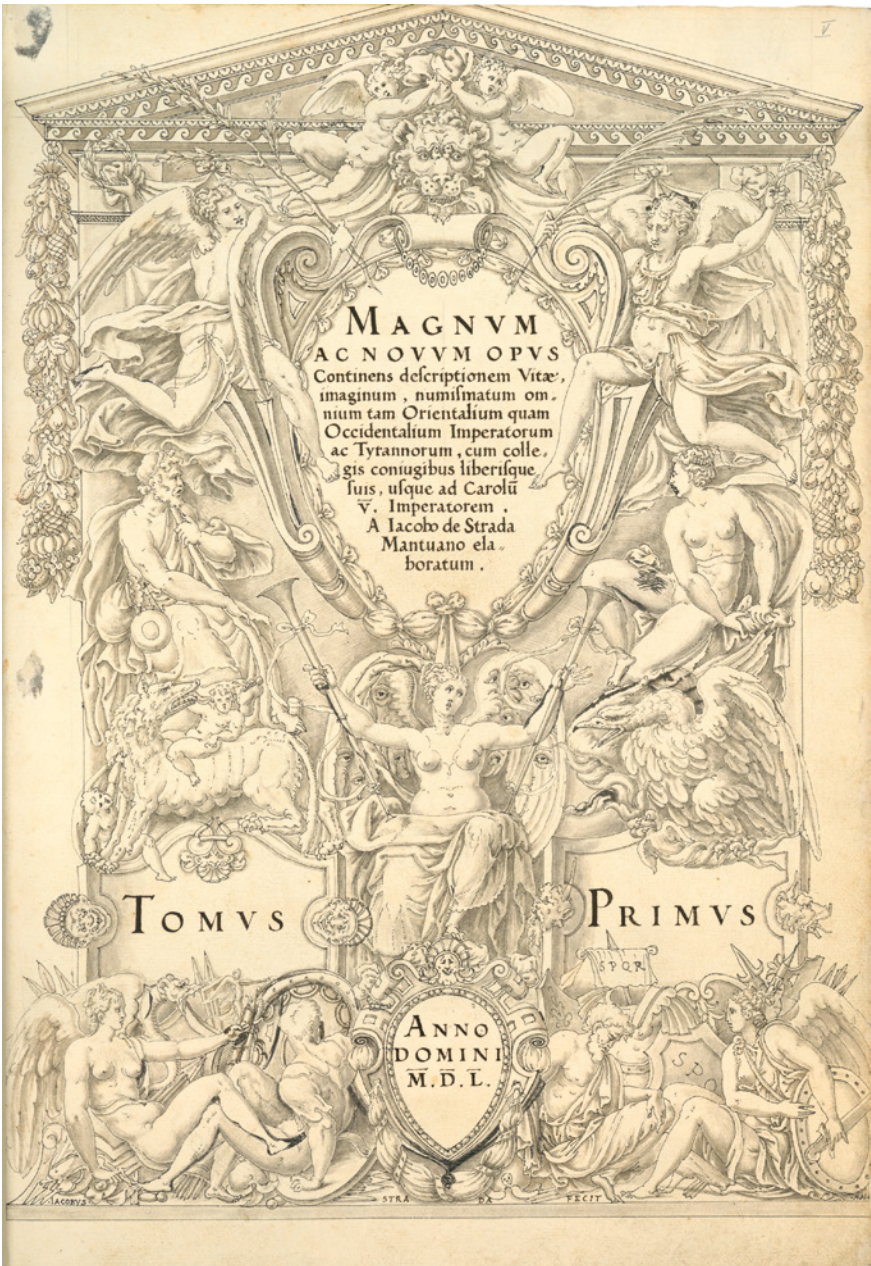 V
MAGNVM
AC NOVVM OPVS
Continens deſcriptionem Vitæ,
imaginum, numiſmatum om-
nium tam Orientalium quam
Occidentalium Imperatorum
ac Tyrannorum, cum colle-
gis coniugibus liberiſque
ſuis, uſque ad Carolū
V̅. Imperatorem.
A Iacobo de Strada
Mantuano ela-
boratum.
TOMVS PRIMVS
SPQR
ANNO
DOMINI
M̅.D.L̅.
SPQ
IACOBVS STRADA FECIT